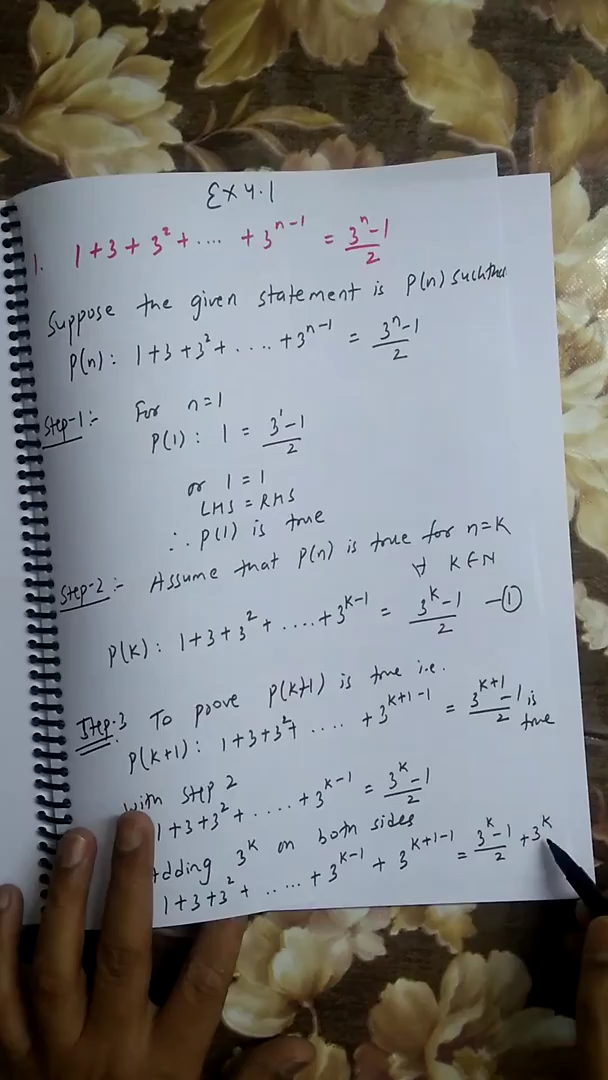 Ex 4.1
1. 1+3+3²+.... +3ⁿ⁻¹ = (3ⁿ-1)/2
Suppose the given statement is P(n) such that
P(n): 1+3+3²+....+3ⁿ⁻¹ = (3ⁿ-1)/2
Step-1:- For n=1
P(1): 1 = (3¹-1)/2
or 1=1
LHS = RHS
∴ P(1) is true
Step-2:- Assume that P(n) is true for n=K
∀ K∈N
P(K): 1+3+3²+....+3ᴷ⁻¹ = (3ᴷ-1)/2 -①
Step-3 To prove P(K+1) is true i.e.
P(K+1): 1+3+3²+ .... +3ᴷ⁺¹⁻¹ = (3ᴷ⁺¹-1)/2 is true
with Step 2
1+3+3²+....+3ᴷ⁻¹ = (3ᴷ-1)/2
Adding 3ᴷ on both sides
1+3+3²+.....+3ᴷ⁻¹ + 3ᴷ⁺¹⁻¹ = (3ᴷ-1)/2 +3ᴷ